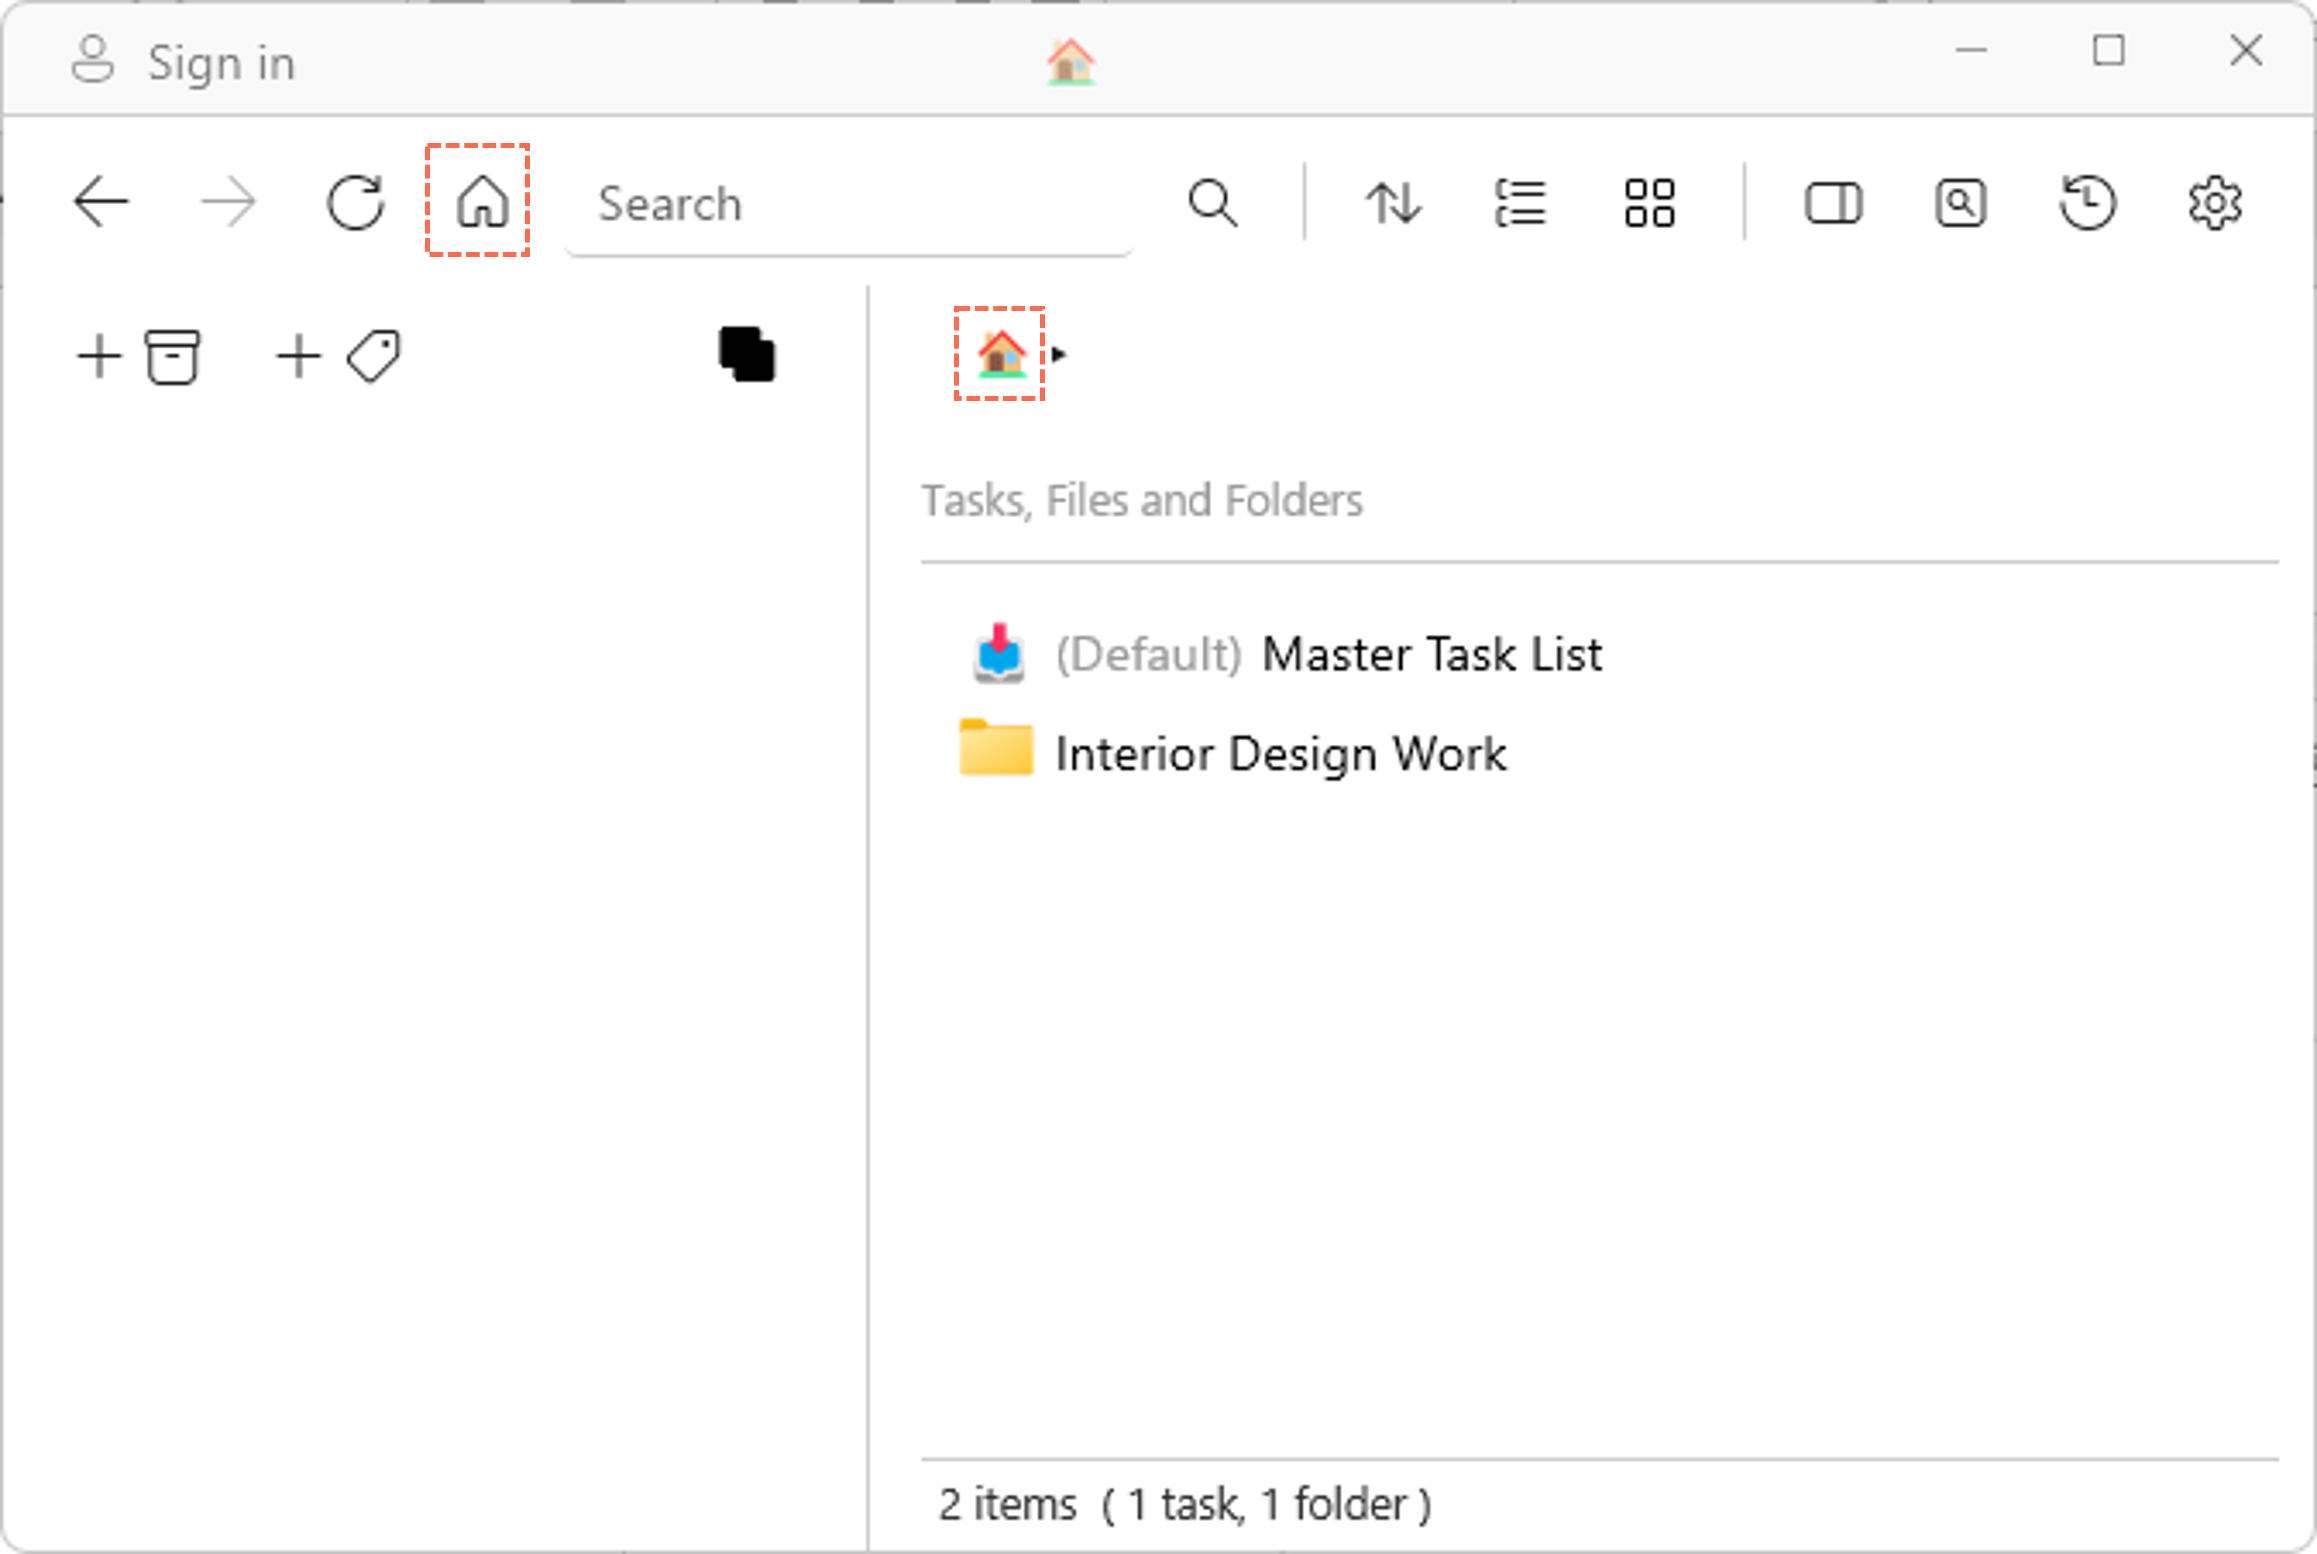 Sign in
Search
Tasks, Files and Folders
(Default) Master Task List
Interior Design Work
2 items ( 1 task, 1 folder )